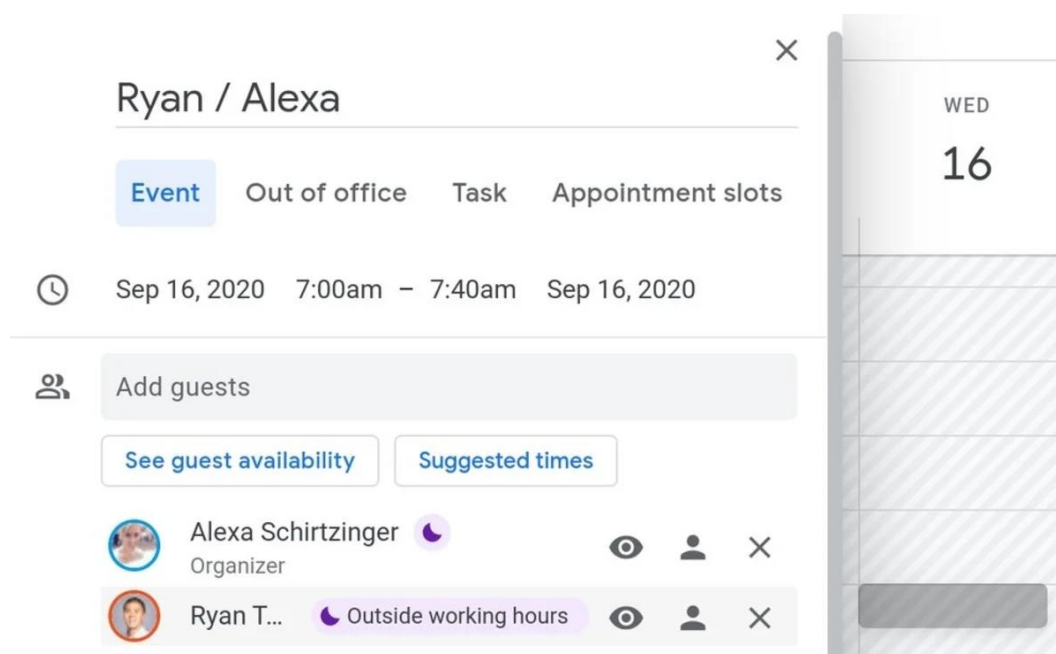 Ryan / Alexa
WED
16
Event Out of office Task Appointment slots
Sep 16, 2020 7:00am – 7:40am Sep 16, 2020
Add guests
See guest availability Suggested times
Alexa Schirtzinger
Organizer
Ryan T... Outside working hours